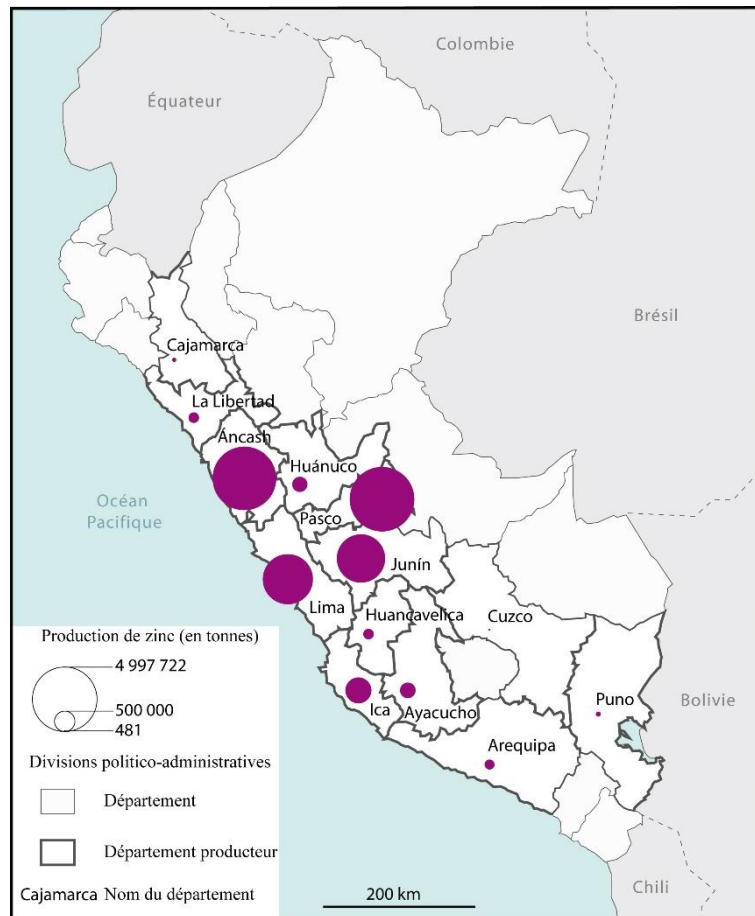 Colombie
Équateur
Brésil
Cajamarca
La Libertad
Áncash
Huánuco
Océan
Pacifique
Pasco
Junín
Lima
Huancavelica
Cuzco
Ica
Ayacucho
Puno
Bolivie
Arequipa
Chili
Production de zinc (en tonnes)
4 997 722
500 000
481
Divisions politico-administratives
Département
Département producteur
Cajamarca Nom du département
200 km